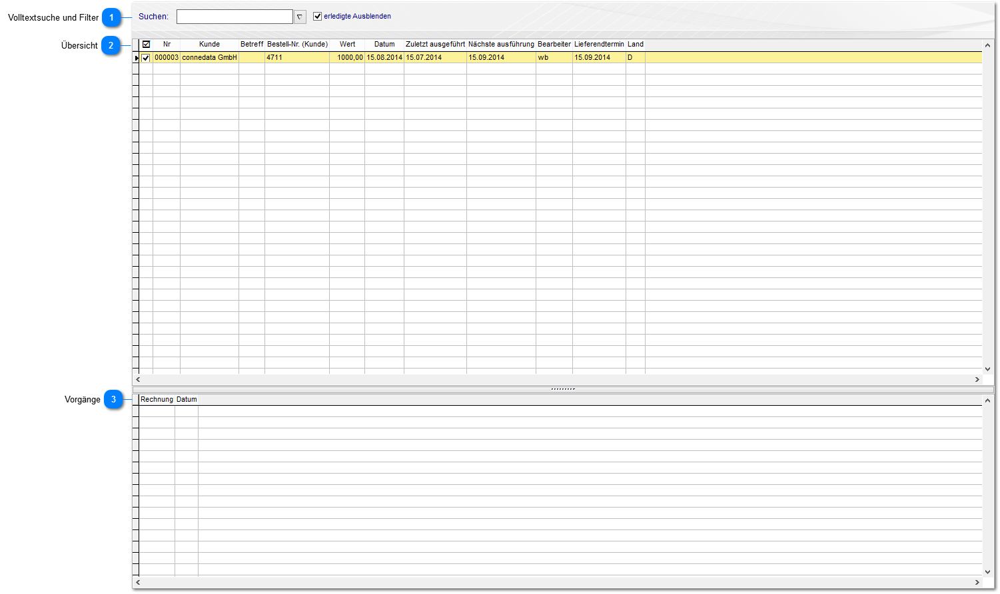 Volltextsuche und Filter 1 Suchen: erledigte Ausblenden
Übersicht 2 Nr Kunde Betreff Bestell-Nr. (Kunde) Wert Datum Zuletzt ausgeführt Nächste ausführung Bearbeiter Lieferendtermin Land
000003 connedata GmbH 4711 1000,00 15.08.2014 15.07.2014 15.09.2014 wb 15.09.2014 D
Vorgänge 3 Rechnung Datum